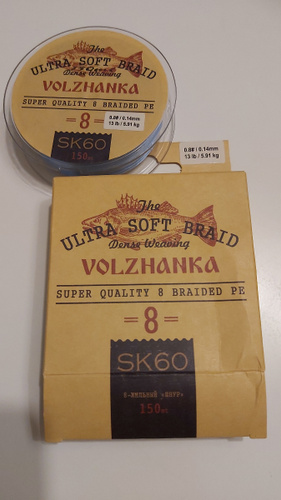 The
ULTRA SOFT BRAID
Dense Weaving
VOLZHANKA
SUPER QUALITY 8 BRAIDED PE
=8=
0.8# / 0.14mm
13 lb / 5.91 kg
SK60
150м
0.8# / 0.14mm
13 lb / 5.91 kg
The
ULTRA SOFT BRAID
Dense Weaving
VOLZHANKA
SUPER QUALITY 8 BRAIDED PE
=8=
SK60
150м